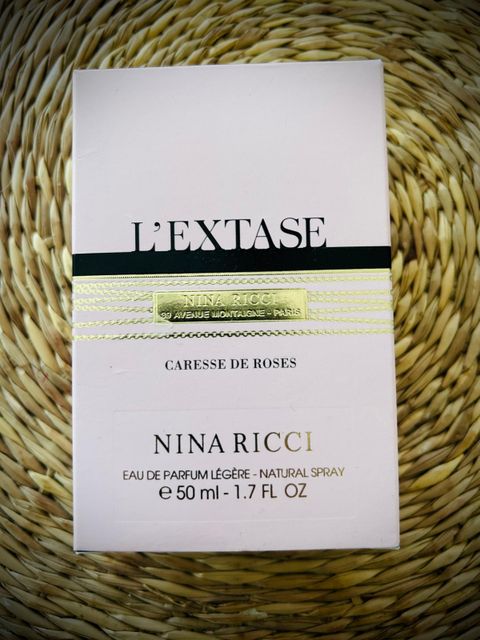 L'EXTASE
NINA RICCI
39 AVENUE MONTAIGNE - PARIS
CARESSE DE ROSES
NINA RICCI
EAU DE PARFUM LÉGÈRE - NATURAL SPRAY
℮ 50 ml - 1.7 FL OZ